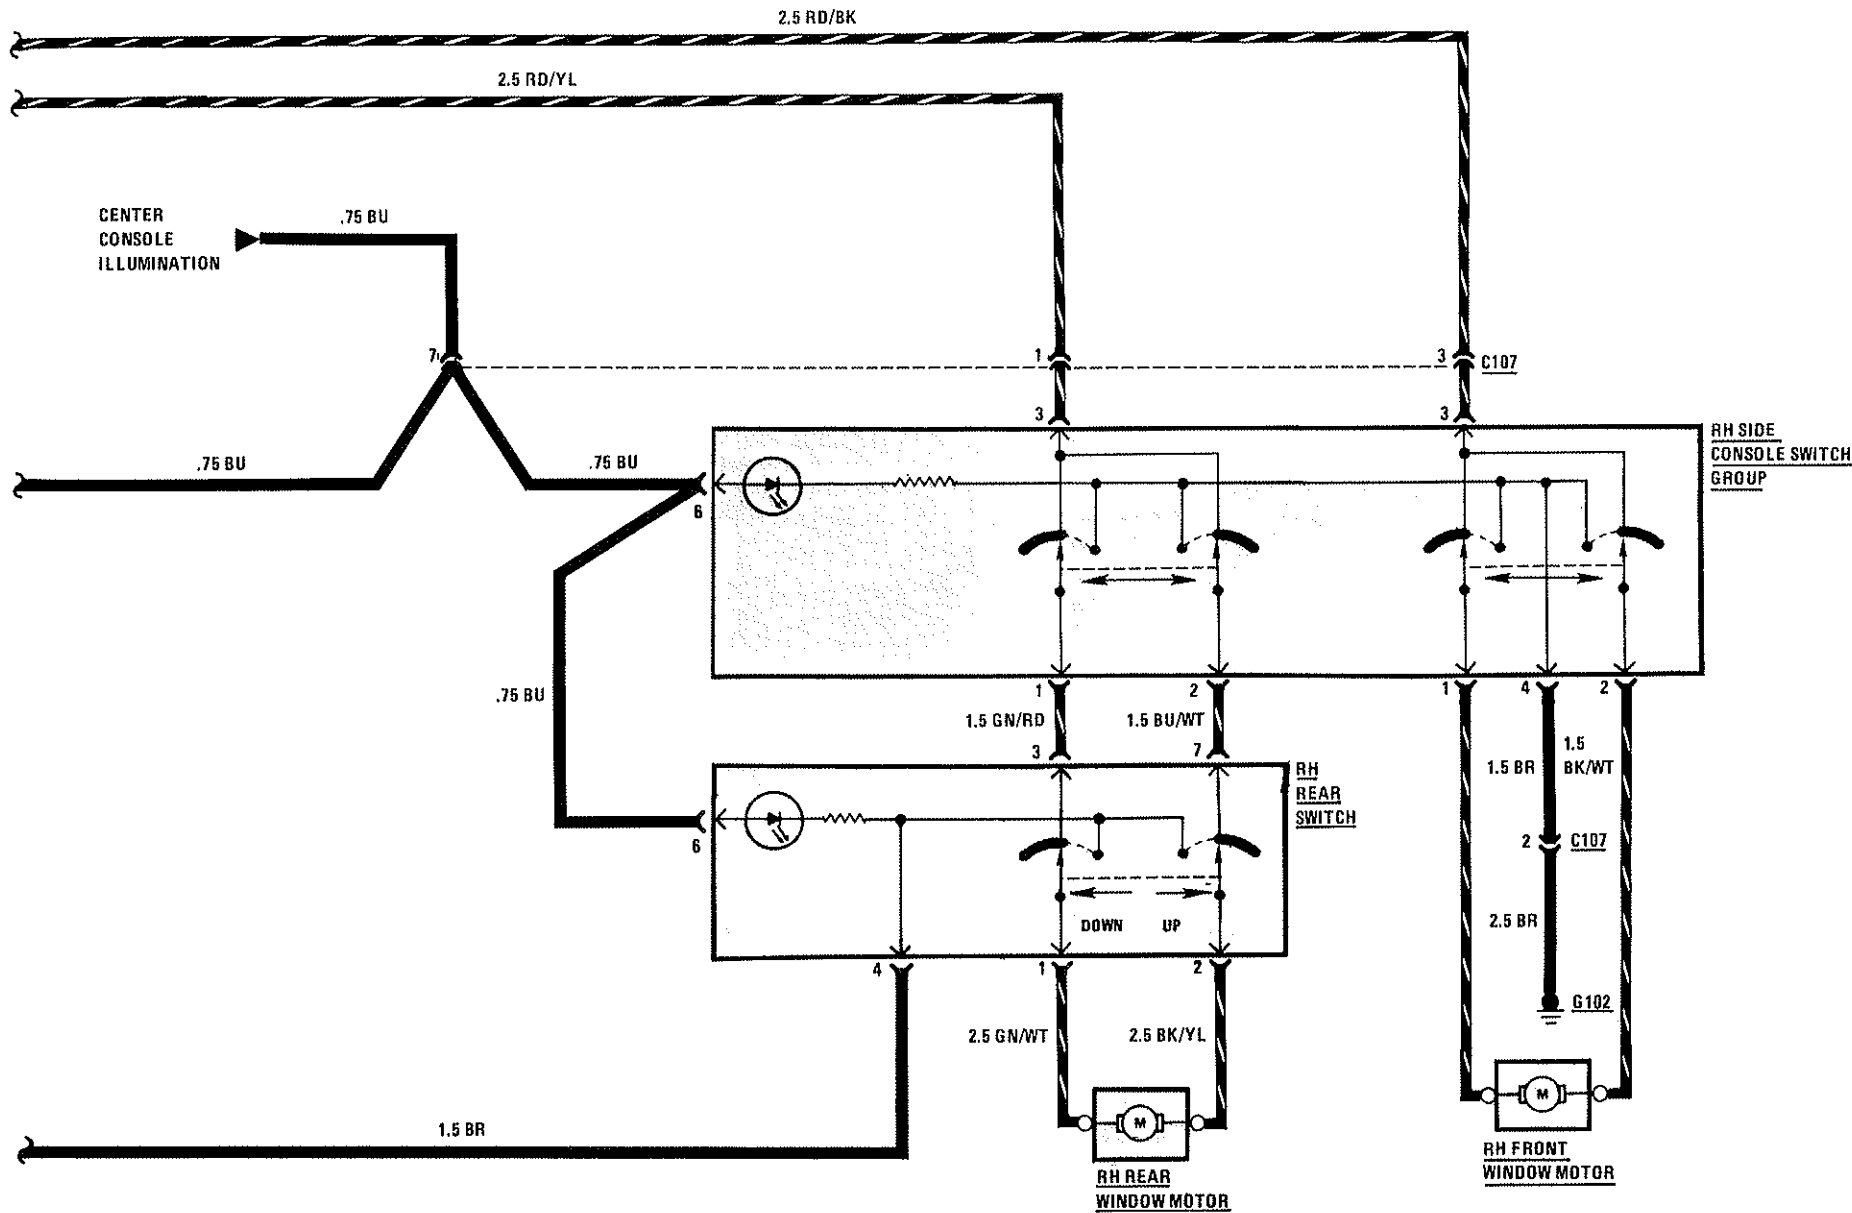 2.5 RD/BK
2.5 RD/YL
CENTER
CONSOLE
ILLUMINATION
.75 BU
7
1
3
C107
3
3
RH SIDE
CONSOLE SWITCH
GROUP
.75 BU
.75 BU
6
.75 BU
1
2
1
4
2
1.5 GN/RD
1.5 BU/WT
3
7
1.5 BR
1.5
BK/WT
RH
REAR
SWITCH
6
2
C107
DOWN
UP
2.5 BR
4
1
2
G102
2.5 GN/WT
2.5 BK/YL
M
M
1.5 BR
RH FRONT
WINDOW MOTOR
RH REAR
WINDOW MOTOR